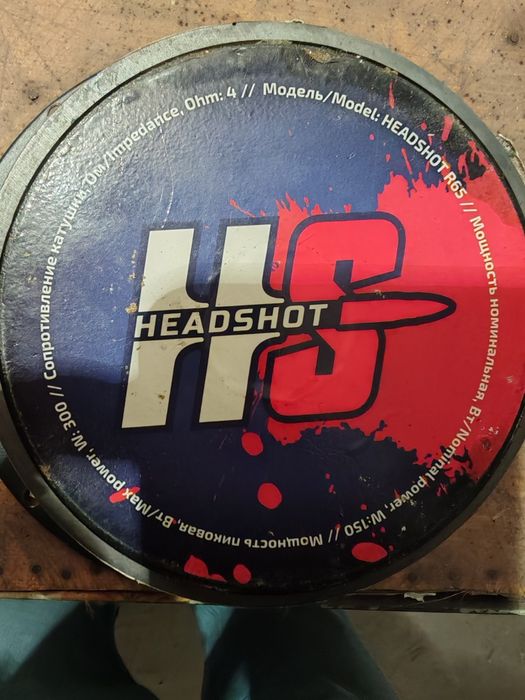 HS
HEADSHOT
Модель/Model: HEADSHOT R65 // Мощность номинальная, Вт/Nominal power, W:150 // Мощность пиковая, Вт/Max power, W: 300 // Сопротивление катушки, Ом/Impedance, Ohm: 4 //